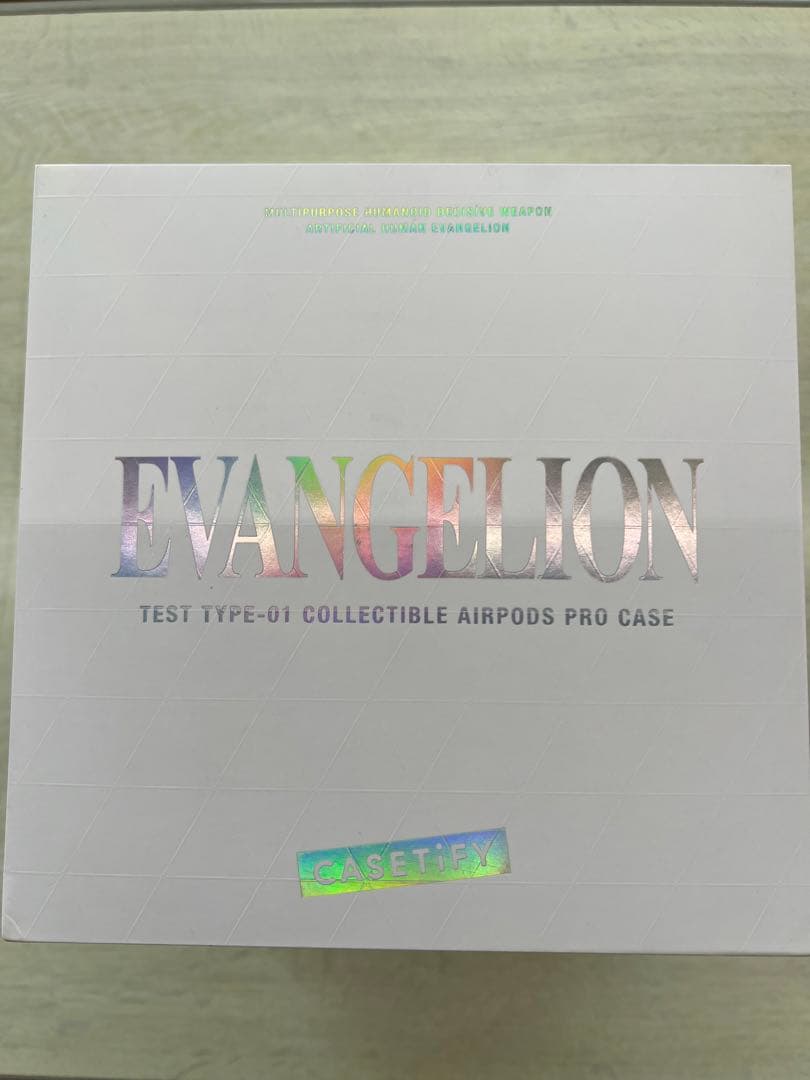 MULTIPURPOSE HUMANOID DECISIVE WEAPON
ARTIFICIAL HUMAN EVANGELION
EVANGELION
TEST TYPE-01 COLLECTIBLE AIRPODS PRO CASE
CASETiFY